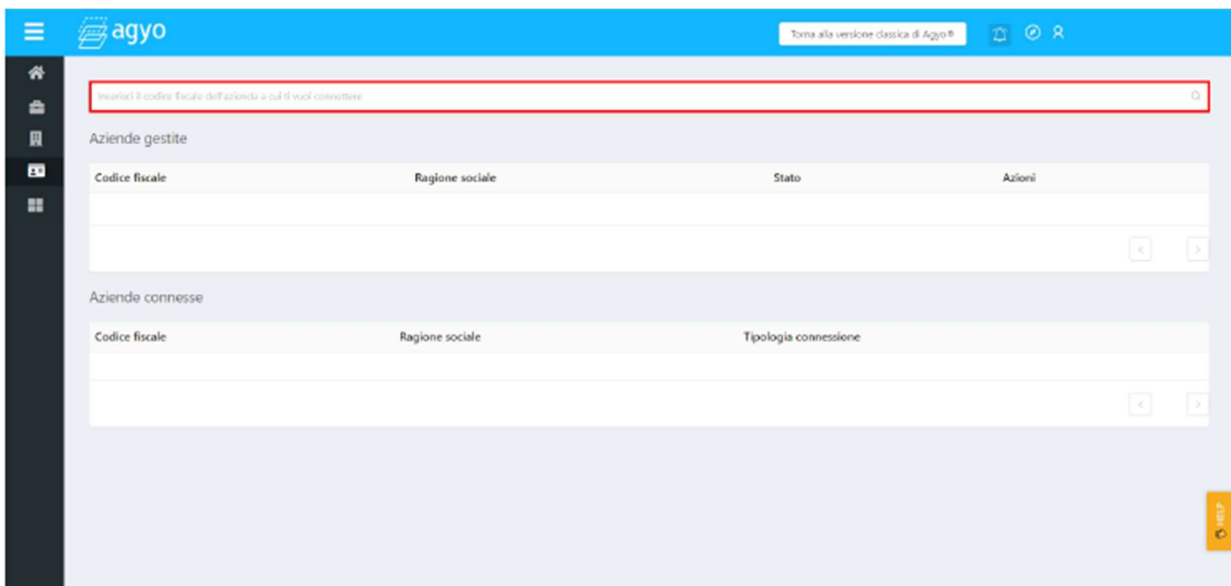 agyo
Torna alla versione classica di Agyo®
Inserisci il codice fiscale dell'azienda a cui ti vuoi connettere
Aziende gestite
Codice fiscale Ragione sociale Stato Azioni
< >
Aziende connesse
Codice fiscale Ragione sociale Tipologia connessione
< >
HELP